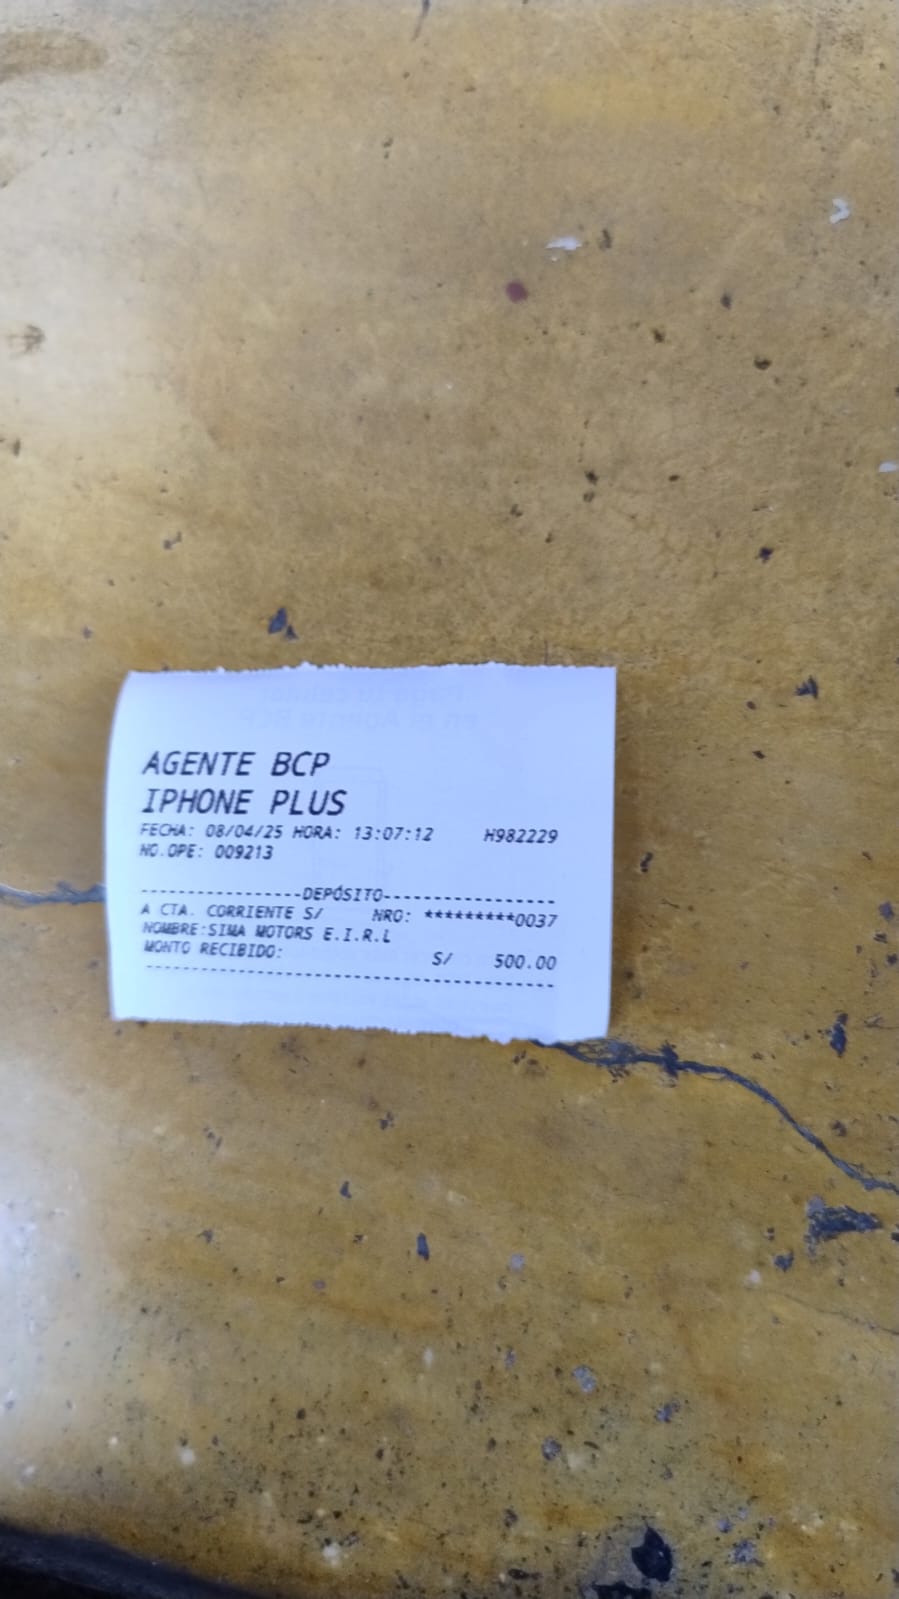 AGENTE BCP
IPHONE PLUS
FECHA: 08/04/25 HORA: 13:07:12 H982229
NO.OPE: 009213
-----------------DEPÓSITO-----------------
A CTA. CORRIENTE S/ NRO: *********0037
NOMBRE:SIMA MOTORS E.I.R.L
MONTO RECIBIDO: S/ 500.00
------------------------------------------